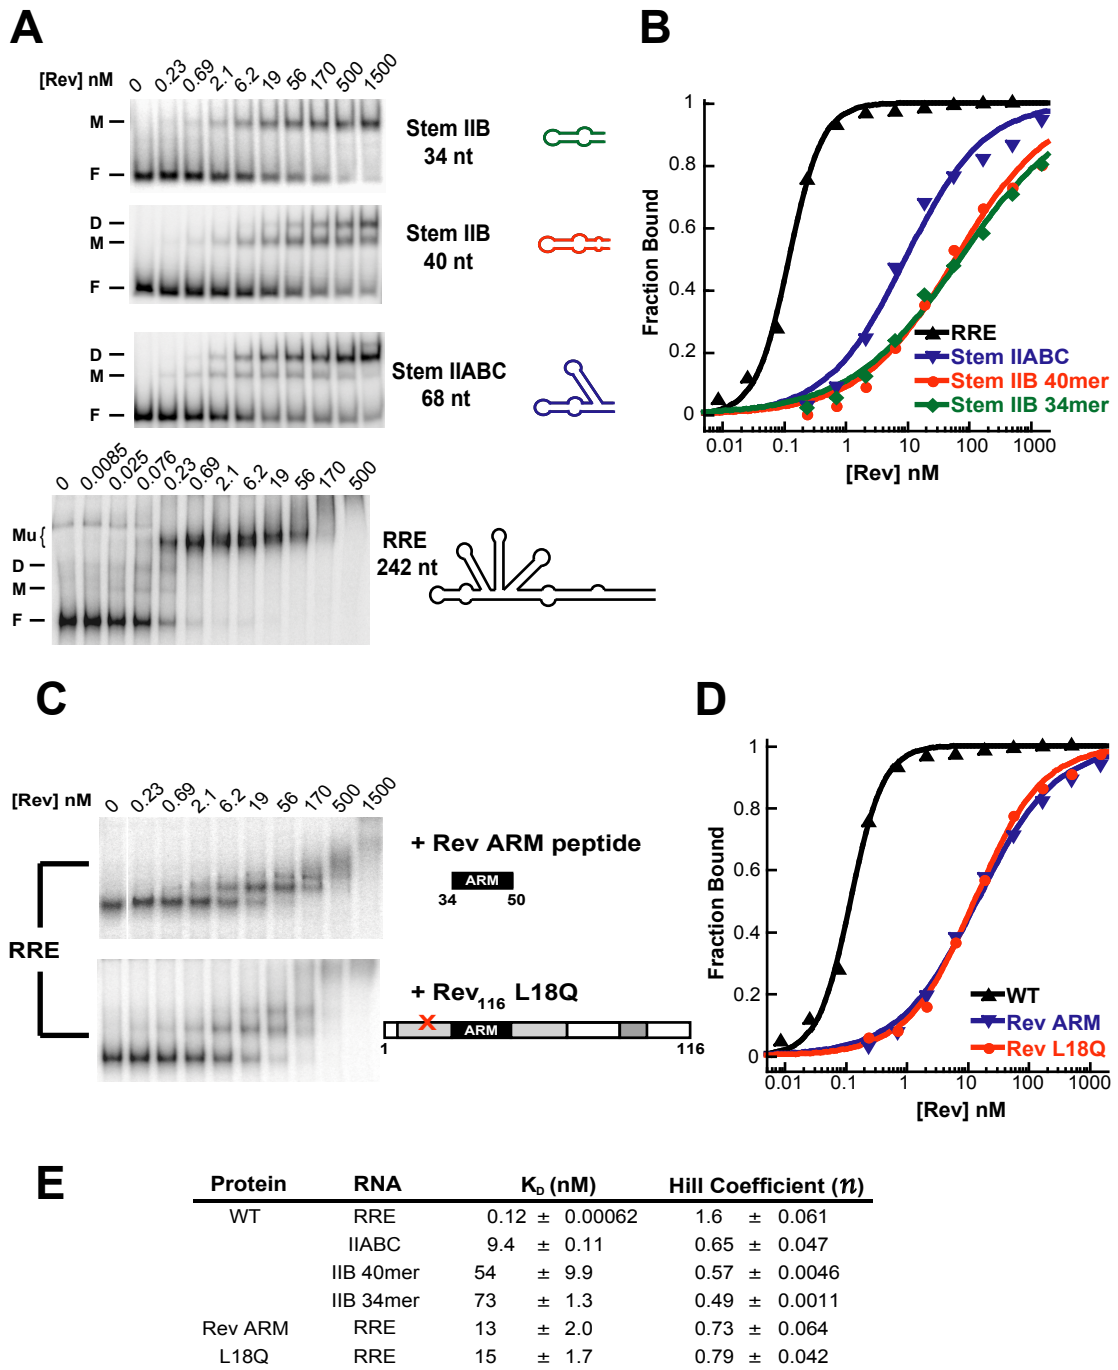 A
[Rev] nM 0 0.23 0.69 2.1 6.2 19 56 170 500 1500
M
F
Stem IIB
34 nt
D
M
F
Stem IIB
40 nt
D
M
F
Stem IIABC
68 nt
0 0.0085 0.025 0.076 0.23 0.69 2.1 6.2 19 56 170 500
Mu{
D
M
F
RRE
242 nt
B
Fraction Bound
1
0.8
0.6
0.4
0.2
0
RRE
Stem IIABC
Stem IIB 40mer
Stem IIB 34mer
0.01 0.1 1 10 100 1000
[Rev] nM
C
[Rev] nM 0 0.23 0.69 2.1 6.2 19 56 170 500 1500
RRE
+ Rev ARM peptide
ARM
34 50
+ Rev116 L18Q
X
ARM
1 116
D
Fraction Bound
1
0.8
0.6
0.4
0.2
0
WT
Rev ARM
Rev L18Q
0.01 0.1 1 10 100 1000
[Rev] nM
E
Protein RNA KD (nM) Hill Coefficient (n)
WT RRE 0.12 ± 0.00062 1.6 ± 0.061
IIABC 9.4 ± 0.11 0.65 ± 0.047
IIB 40mer 54 ± 9.9 0.57 ± 0.0046
IIB 34mer 73 ± 1.3 0.49 ± 0.0011
Rev ARM RRE 13 ± 2.0 0.73 ± 0.064
L18Q RRE 15 ± 1.7 0.79 ± 0.042